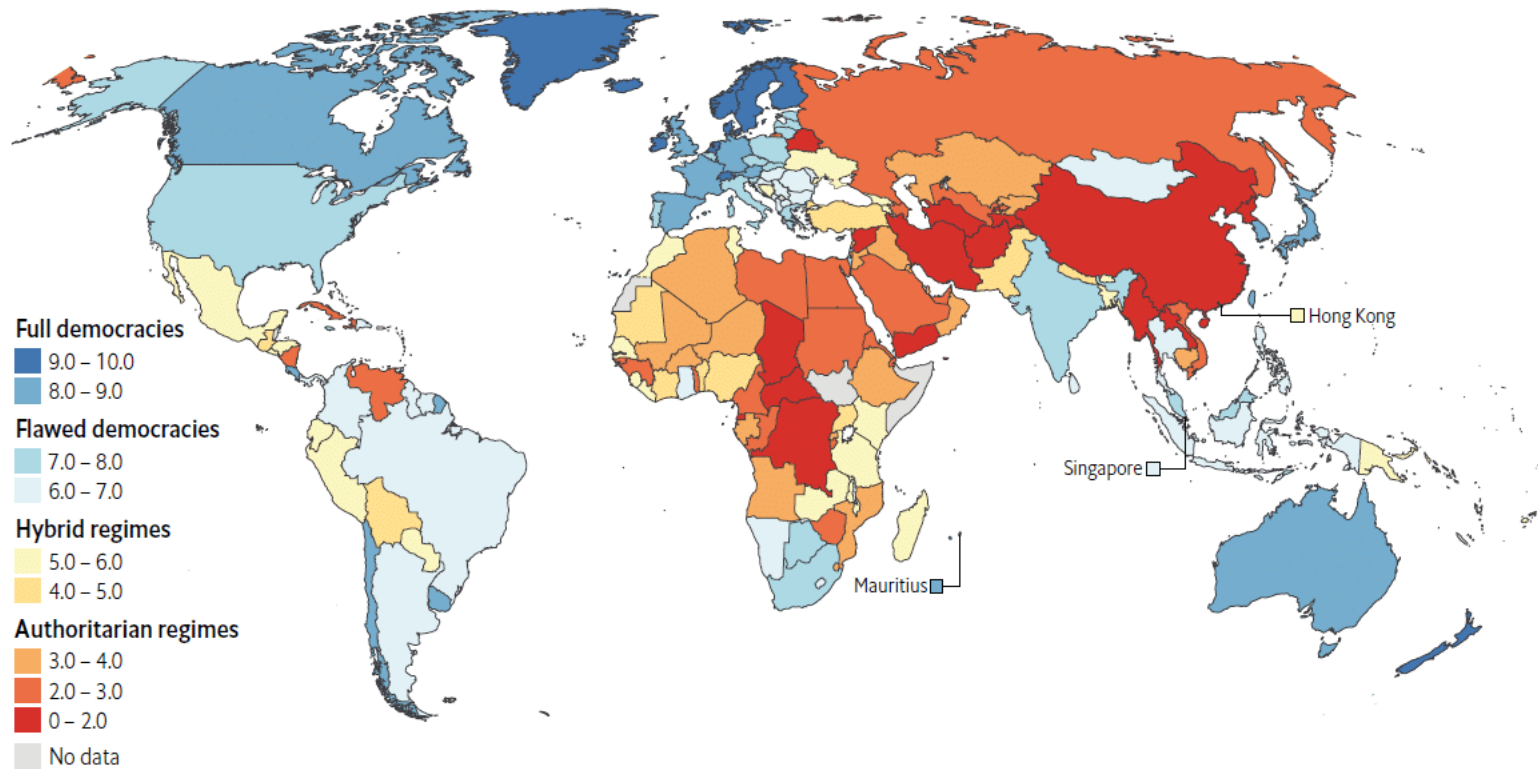 Full democracies
9.0 – 10.0
8.0 – 9.0
Flawed democracies
7.0 – 8.0
6.0 – 7.0
Hybrid regimes
5.0 – 6.0
4.0 – 5.0
Authoritarian regimes
3.0 – 4.0
2.0 – 3.0
0 – 2.0
No data
Hong Kong
Singapore
Mauritius